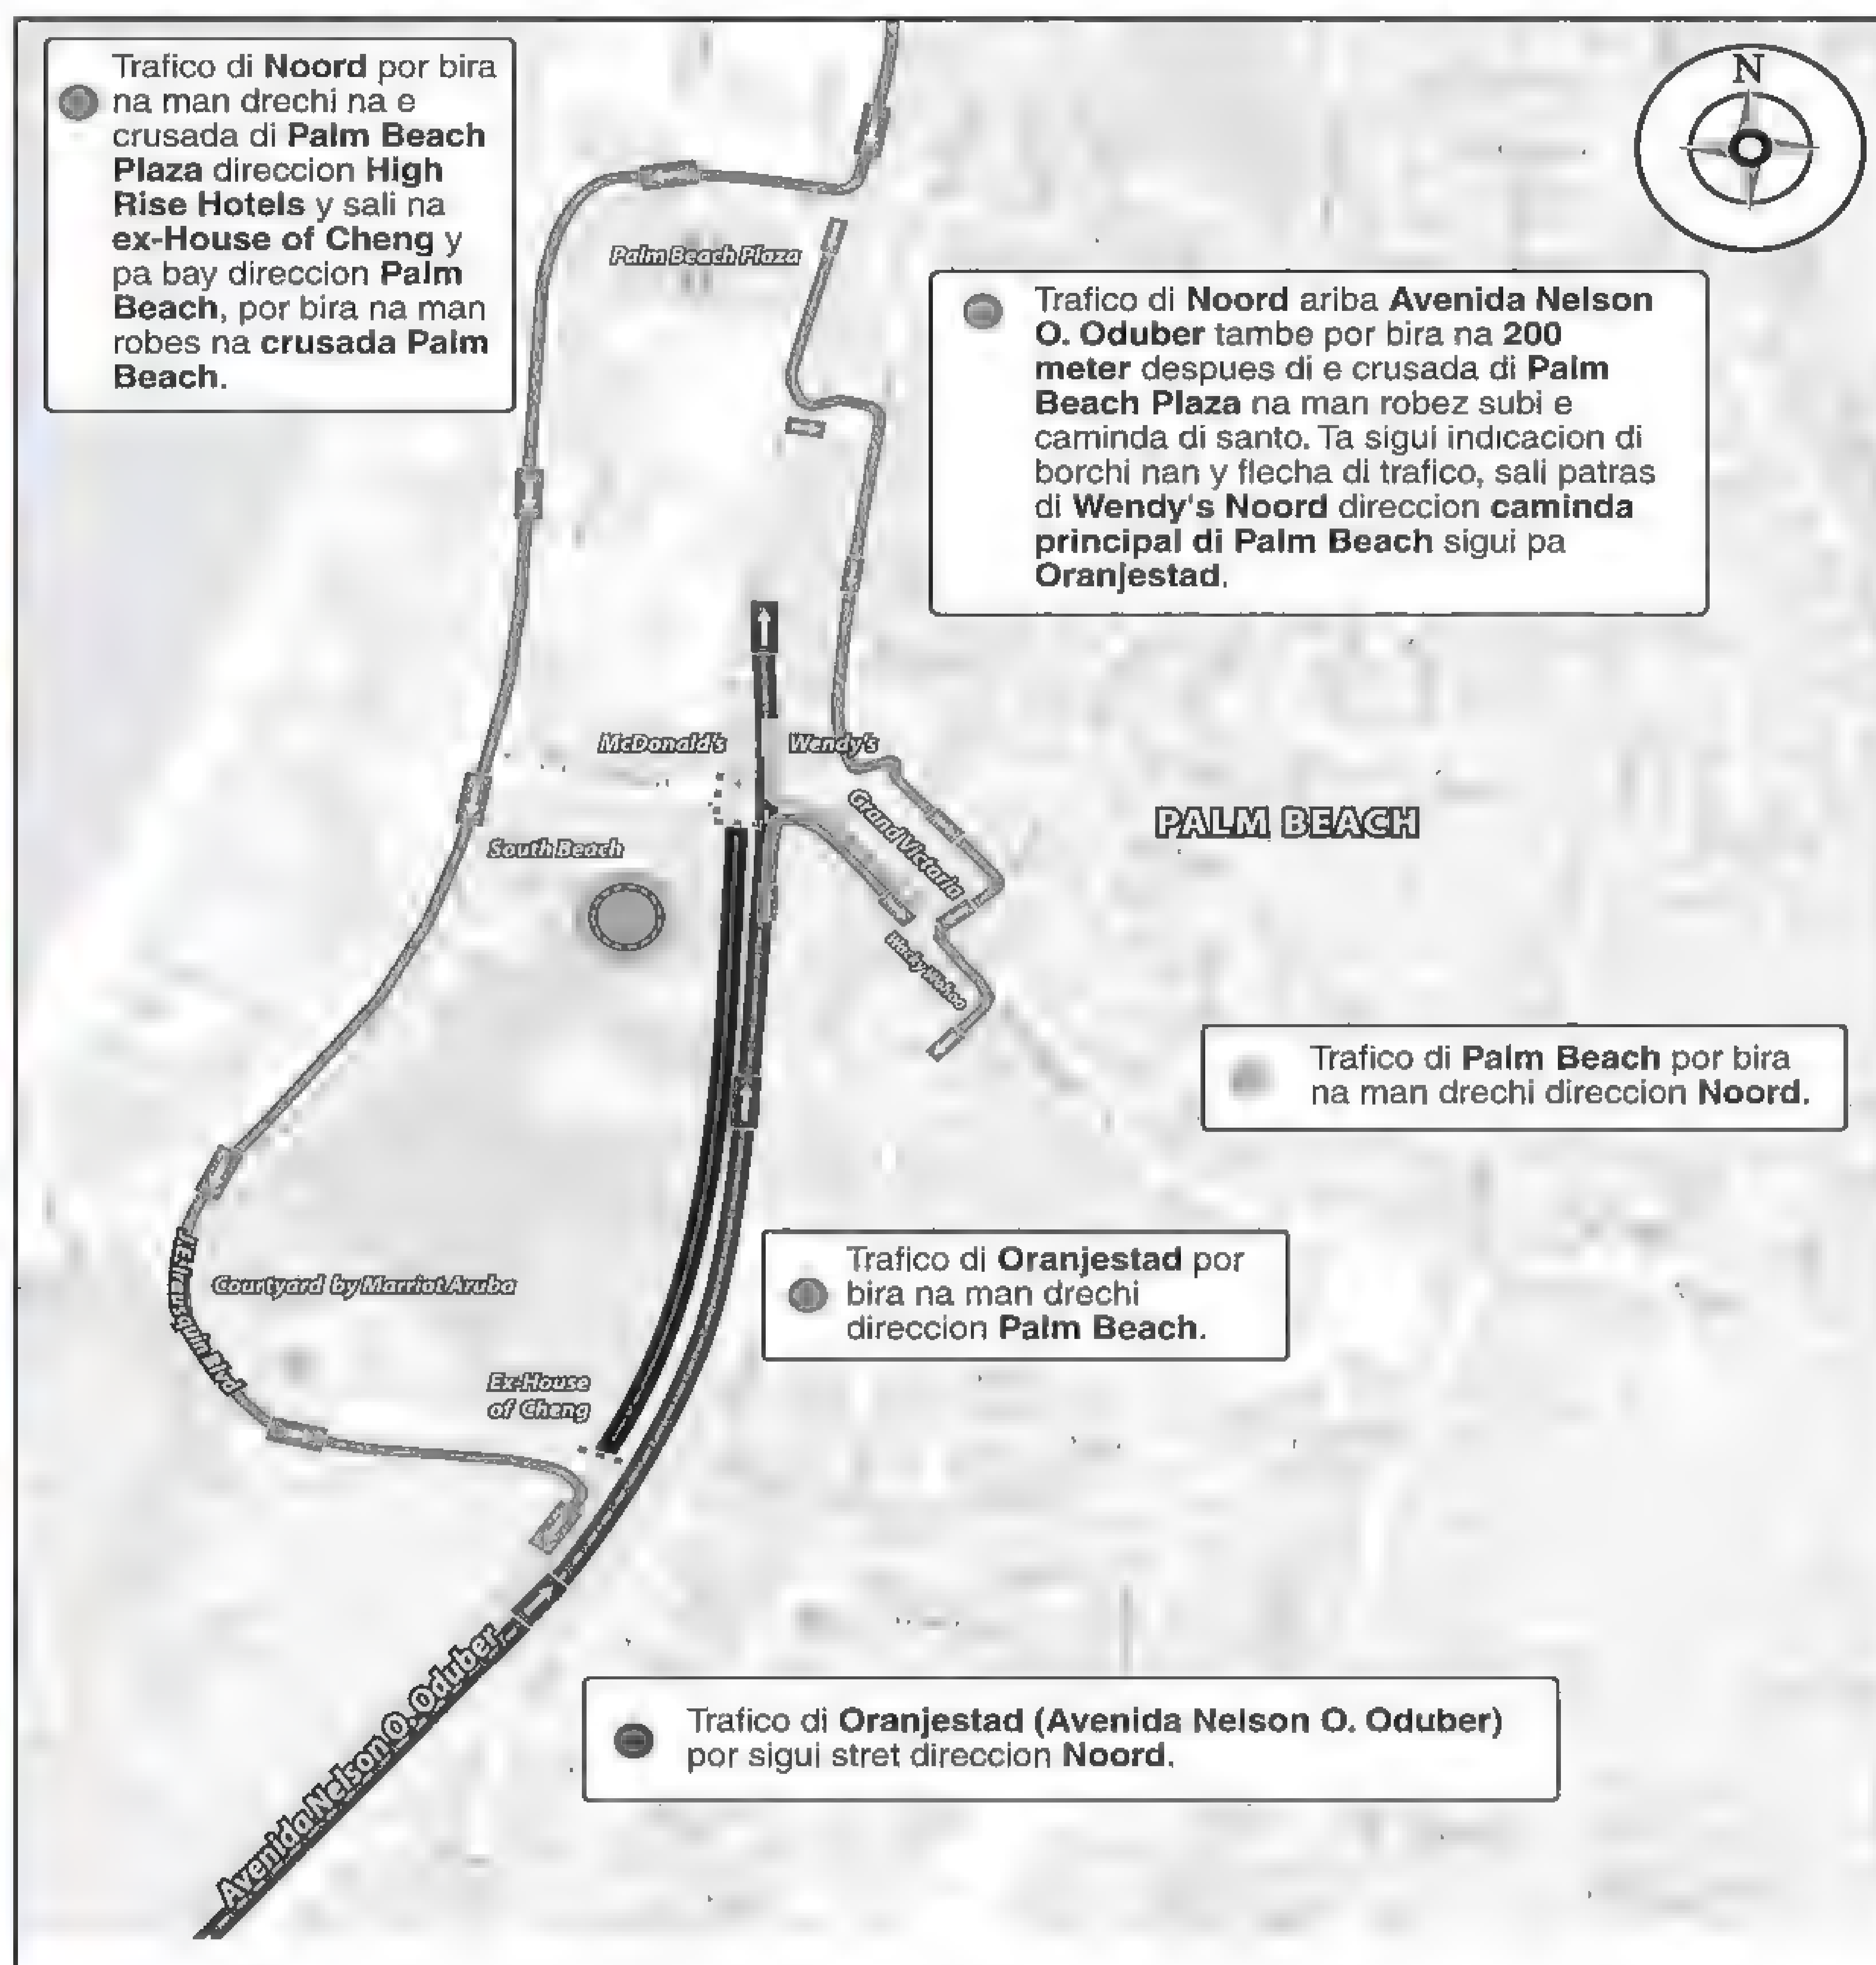 Trafico di Noord por bira
na man drechi na e
crusada di Palm Beach
Plaza direccion High
Rise Hotels y sali na
ex-House of Cheng y
pa bay direccion Palm
Beach, por bira na man
robes na crusada Palm
Beach.
N
Palm Beach Plaza
Trafico di Noord ariba Avenida Nelson
O. Oduber tambe por bira na 200
meter despues di e crusada di Palm
Beach Plaza na man robez subi e
caminda di santo. Ta sigui indicacion di
borchi nan y flecha di trafico, sali patras
di Wendy's Noord direccion caminda
principal di Palm Beach sigui pa
Oranjestad.
McDonald's
Wendy's
Grand Victoria
PALM BEACH
South Beach
Wacky Wahoo
Trafico di Palm Beach por bira
na man drechi direccion Noord.
Trafico di Oranjestad por
bira na man drechi
direccion Palm Beach.
J.E. Irausquin Blvd
Courtyard by Marriot Aruba
Ex-House
of Cheng
Avenida Nelson O. Oduber
Trafico di Oranjestad (Avenida Nelson O. Oduber)
por sigui stret direccion Noord.